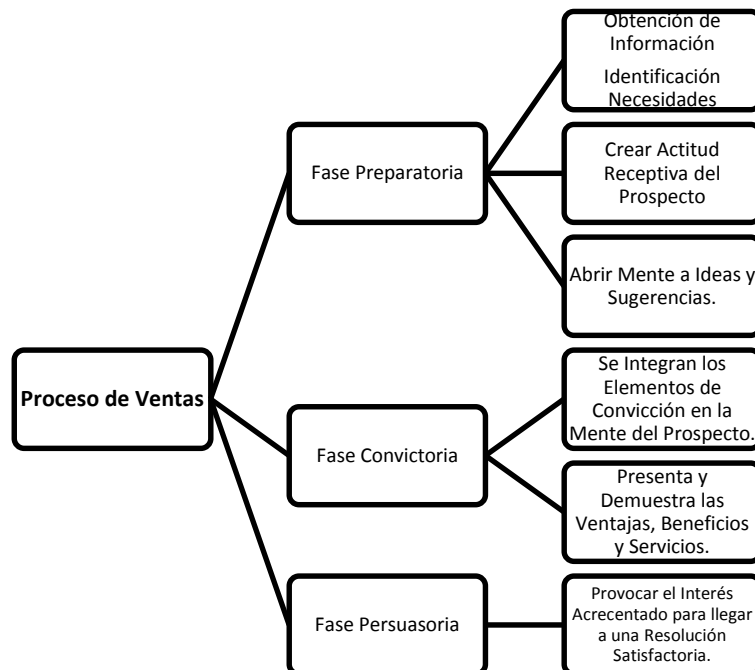 Proceso de Ventas
Fase Preparatoria
Obtención de
Información
Identificación
Necesidades
Crear Actitud
Receptiva del
Prospecto
Abrir Mente a Ideas y
Sugerencias.
Fase Convictoria
Se Integran los
Elementos de
Convicción en la
Mente del Prospecto.
Presenta y
Demuestra las
Ventajas, Beneficios
y Servicios.
Fase Persuasoria
Provocar el Interés
Acrecentado para llegar
a una Resolución
Satisfactoria.